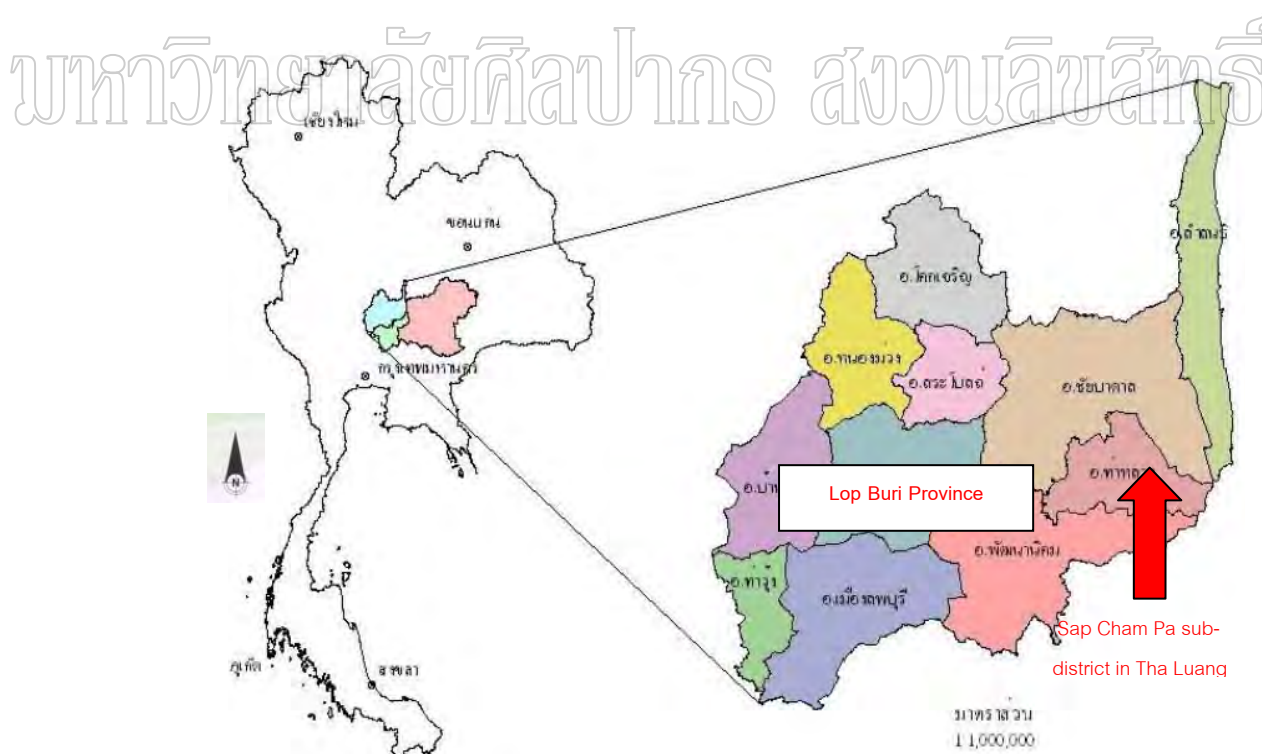 มหาวิทยาลัยศิลปากร สงวนลิขสิทธิ์
เชียงใหม่
ขอนแก่น
กรุงเทพมหานคร
ภูเก็ต
สงขลา
N
อ.ลำสนธิ
อ.โคกเจริญ
อ.หนองม่วง
อ.สระโบสถ์
อ.ชัยบาดาล
อ.ท่าหลว
อ.บ้าน
Lop Buri Province
อ.พัฒนานิคม
อ.ท่าวุ้ง
อ.เมืองลพบุรี
Sap Cham Pa sub-
district in Tha Luang
มาตราส่วน
1 1,000,000